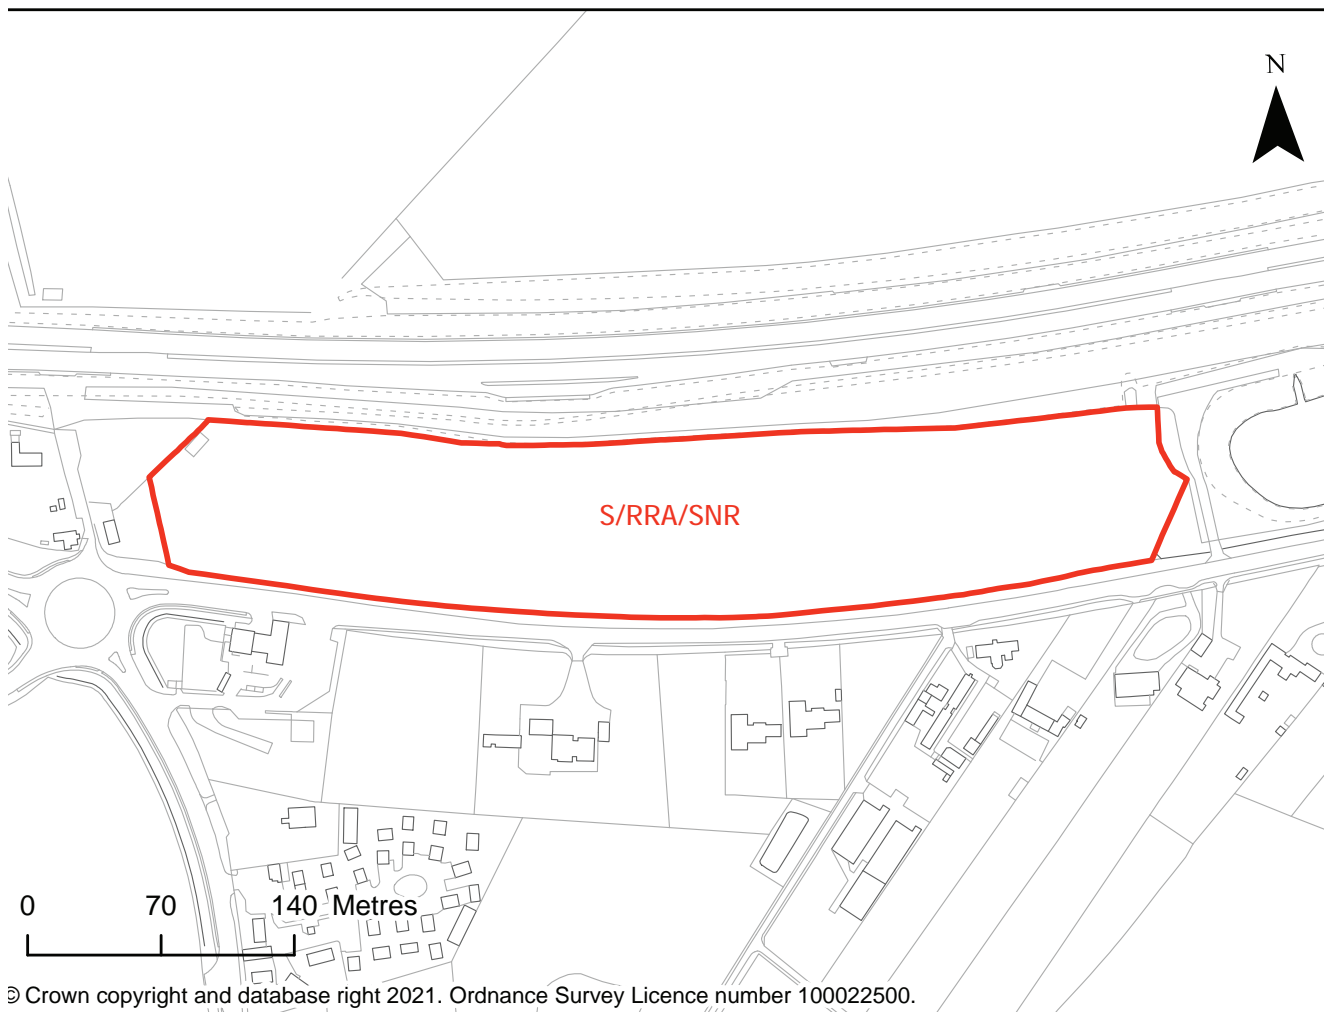 N
S/RRA/SNR
0 70 140 Metres
© Crown copyright and database right 2021. Ordnance Survey Licence number 100022500.